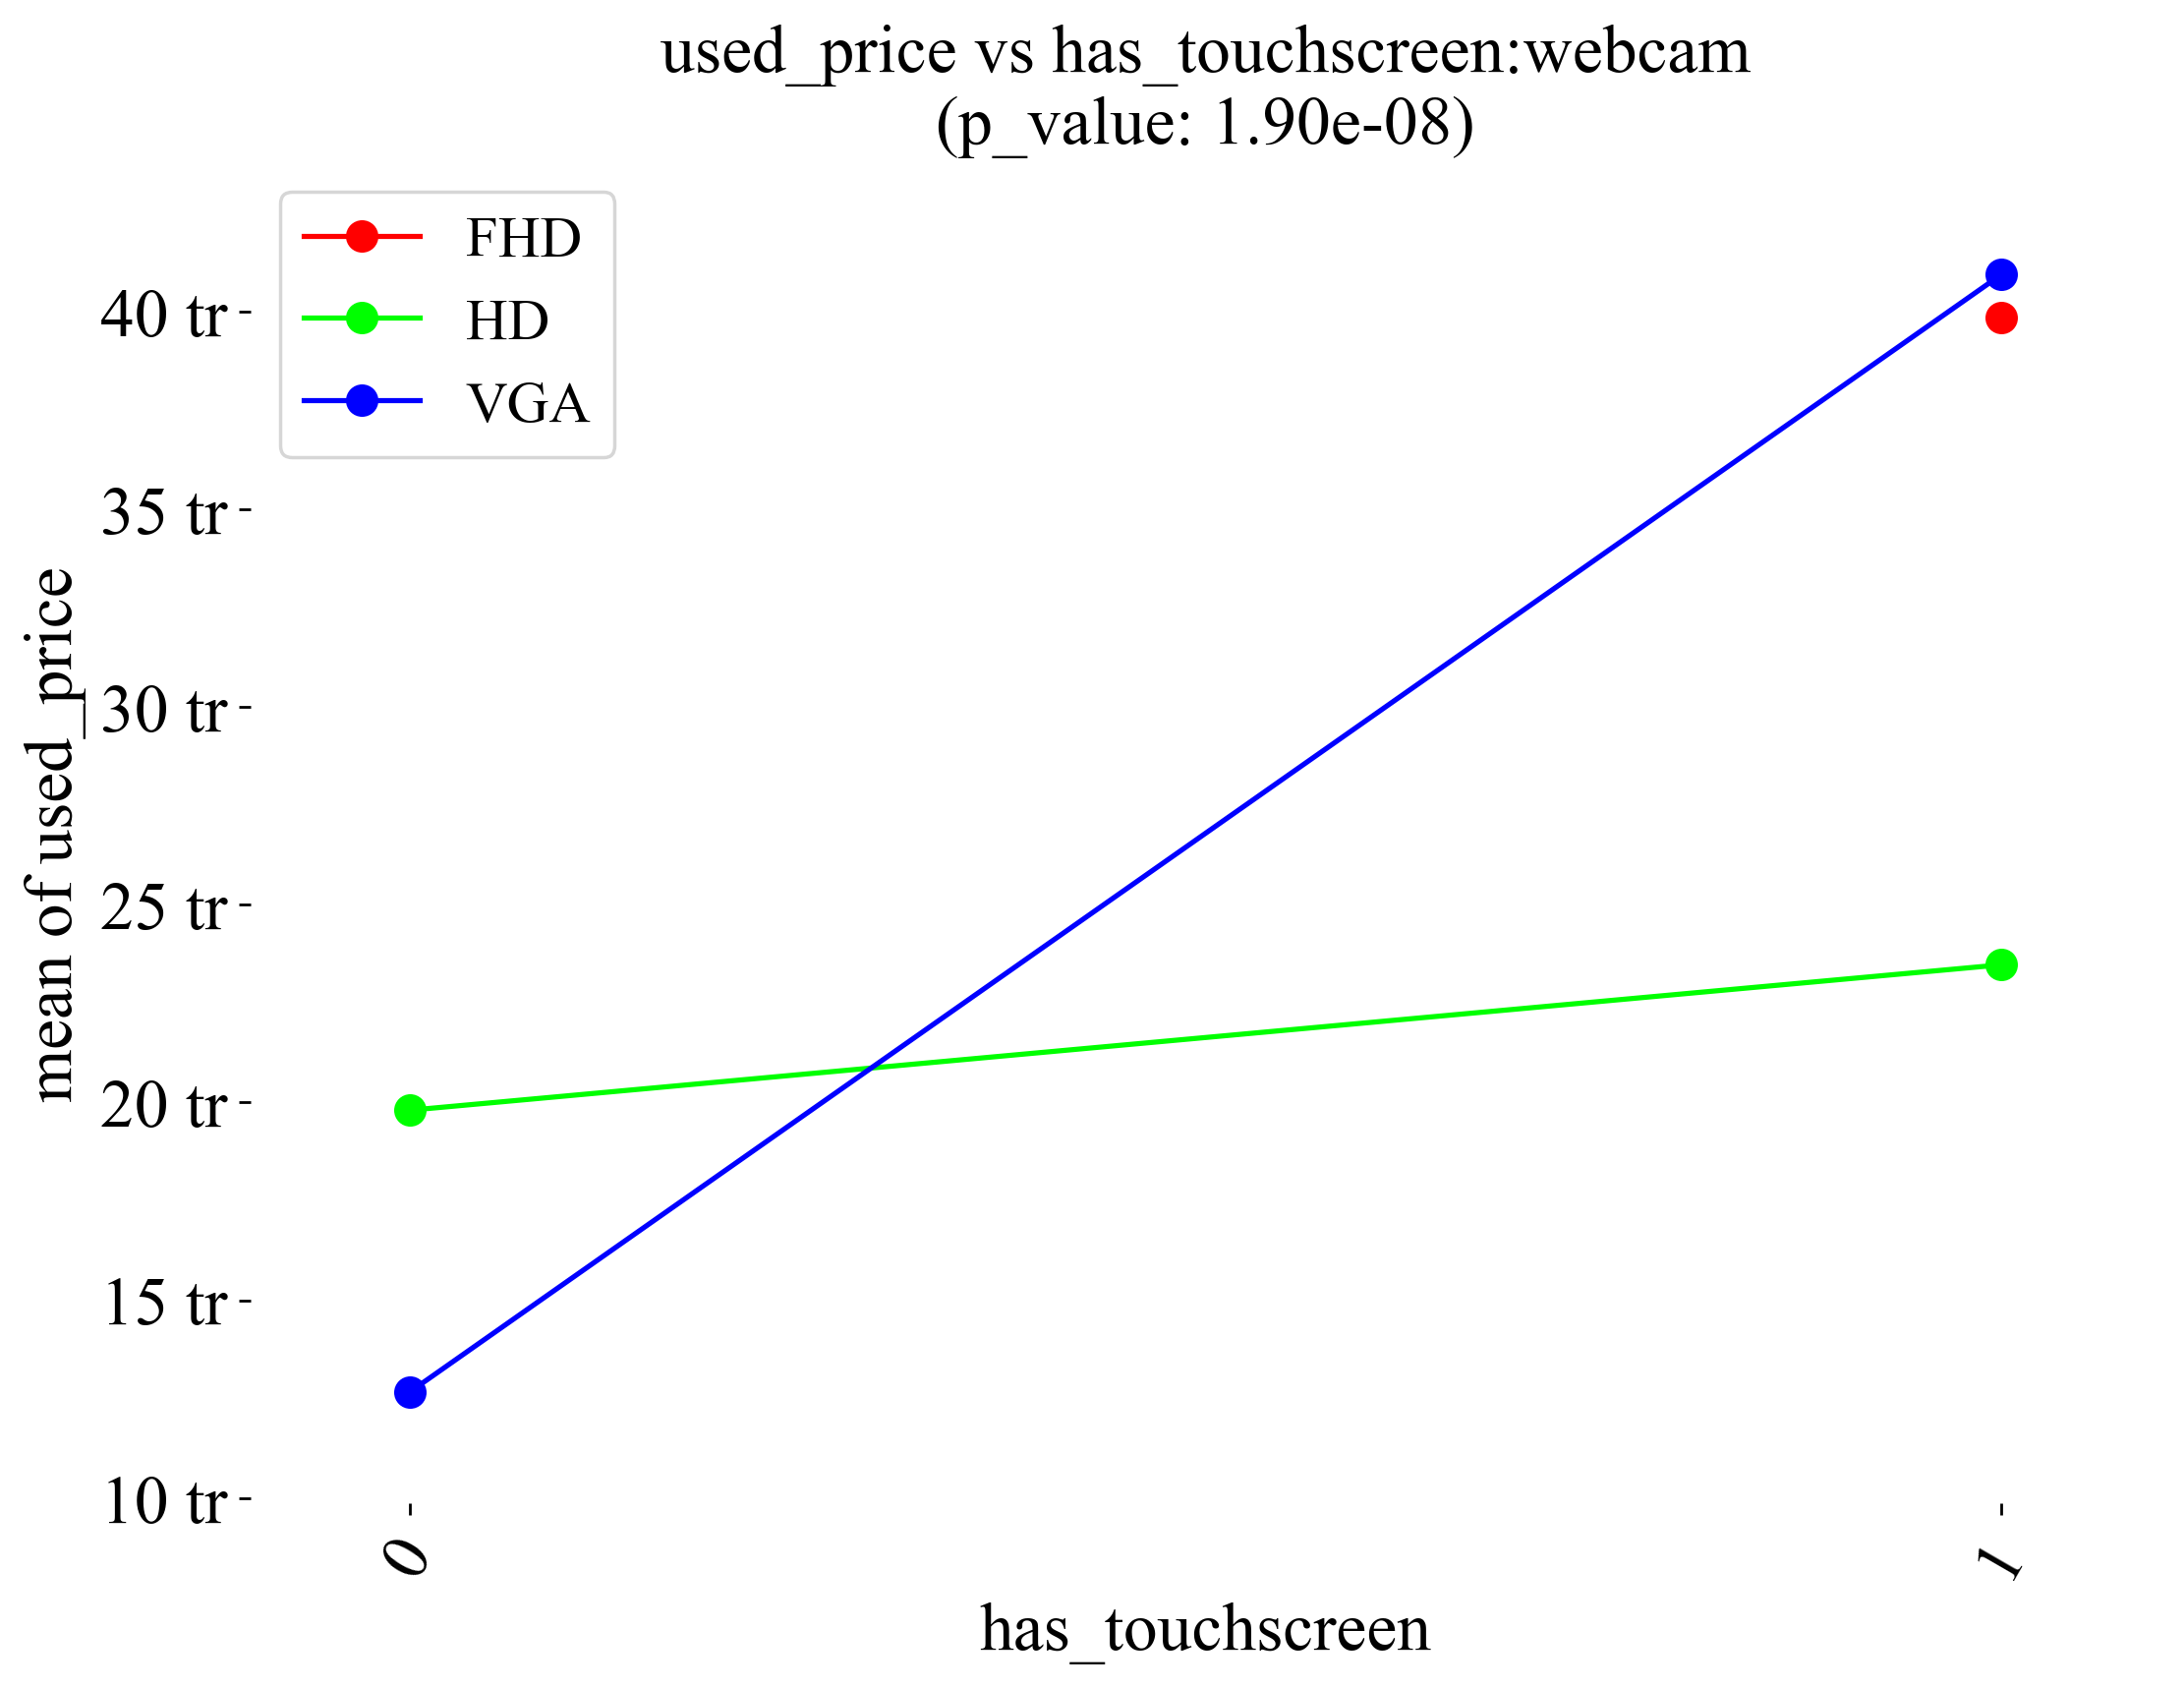 used_price vs has_touchscreen:webcam
(p_value: 1.90e-08)
FHD
HD
VGA
40 tr
35 tr
30 tr
25 tr
20 tr
15 tr
10 tr
mean of used_price
0
1
has_touchscreen